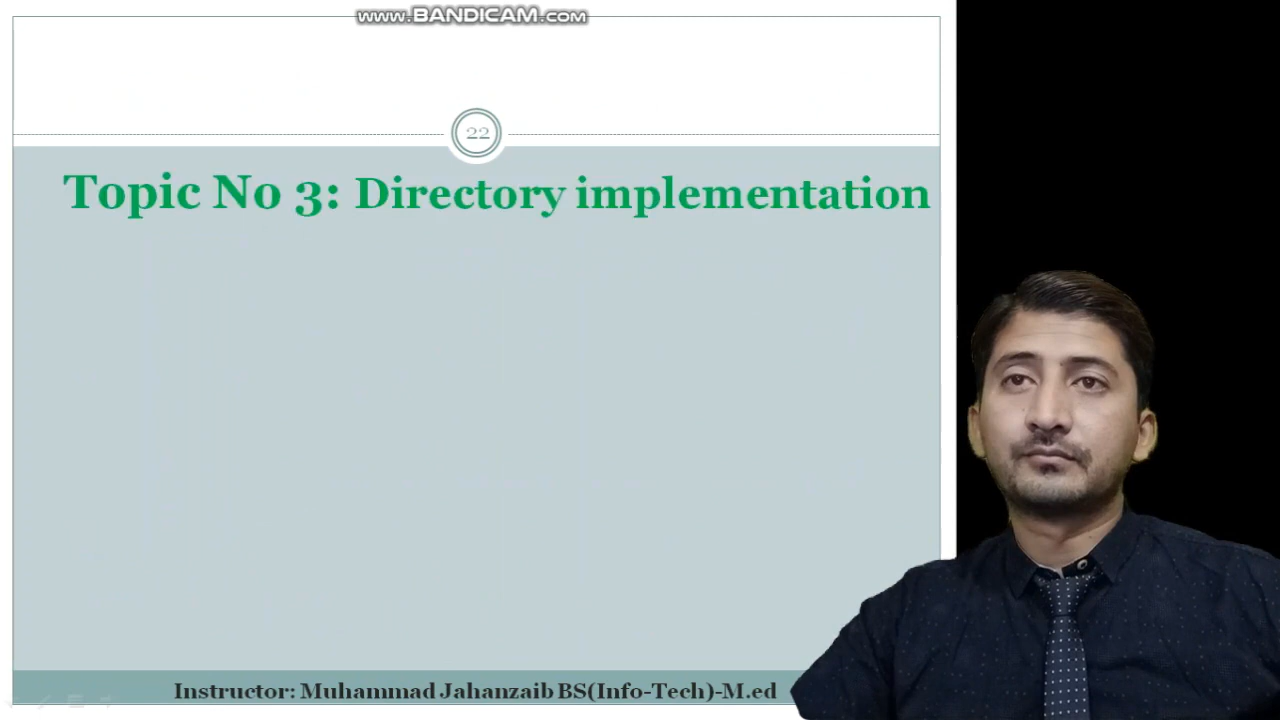 www.BANDICAM.com
22
Topic No 3: Directory implementation
Instructor: Muhammad Jahanzaib BS(Info-Tech)-M.ed